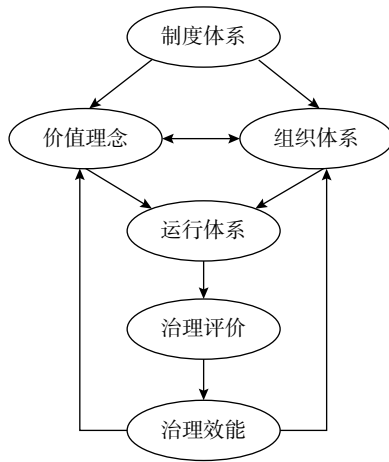 制度体系
价值理念
组织体系
运行体系
治理评价
治理效能